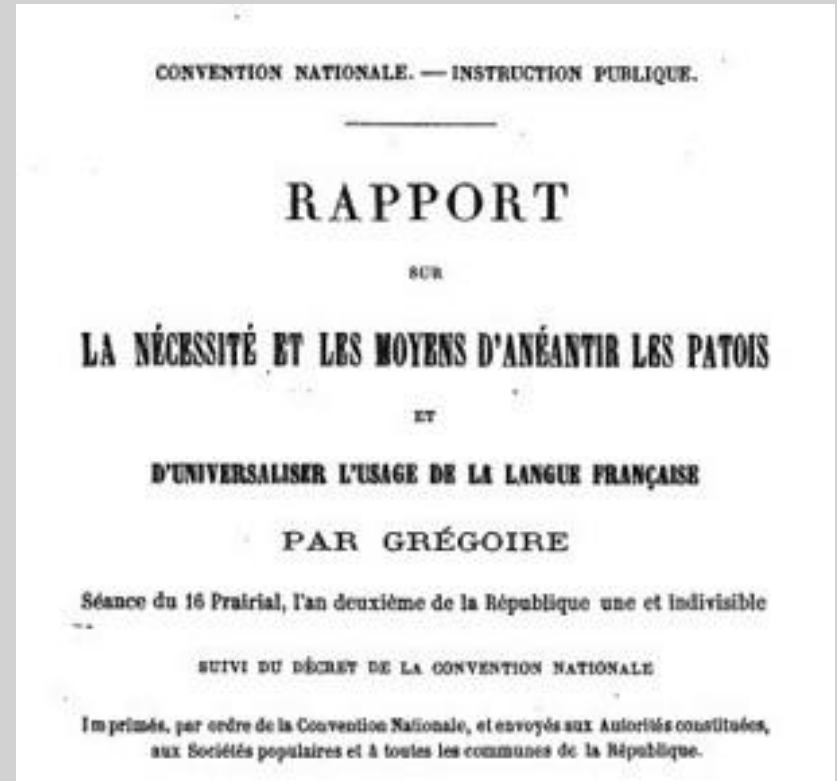 CONVENTION NATIONALE. — INSTRUCTION PUBLIQUE.
RAPPORT
SUR
LA NÉCESSITÉ ET LES MOYENS D'ANÉANTIR LES PATOIS
ET
D'UNIVERSALISER L'USAGE DE LA LANGUE FRANÇAISE
PAR GRÉGOIRE
Séance du 16 Prairial, l'an deuxième de la République une et indivisible
SUIVI DU DÉCRET DE LA CONVENTION NATIONALE
Imprimés, par ordre de la Convention Nationale, et envoyés aux Autorités constituées,
aux Sociétés populaires et à toutes les communes de la République.